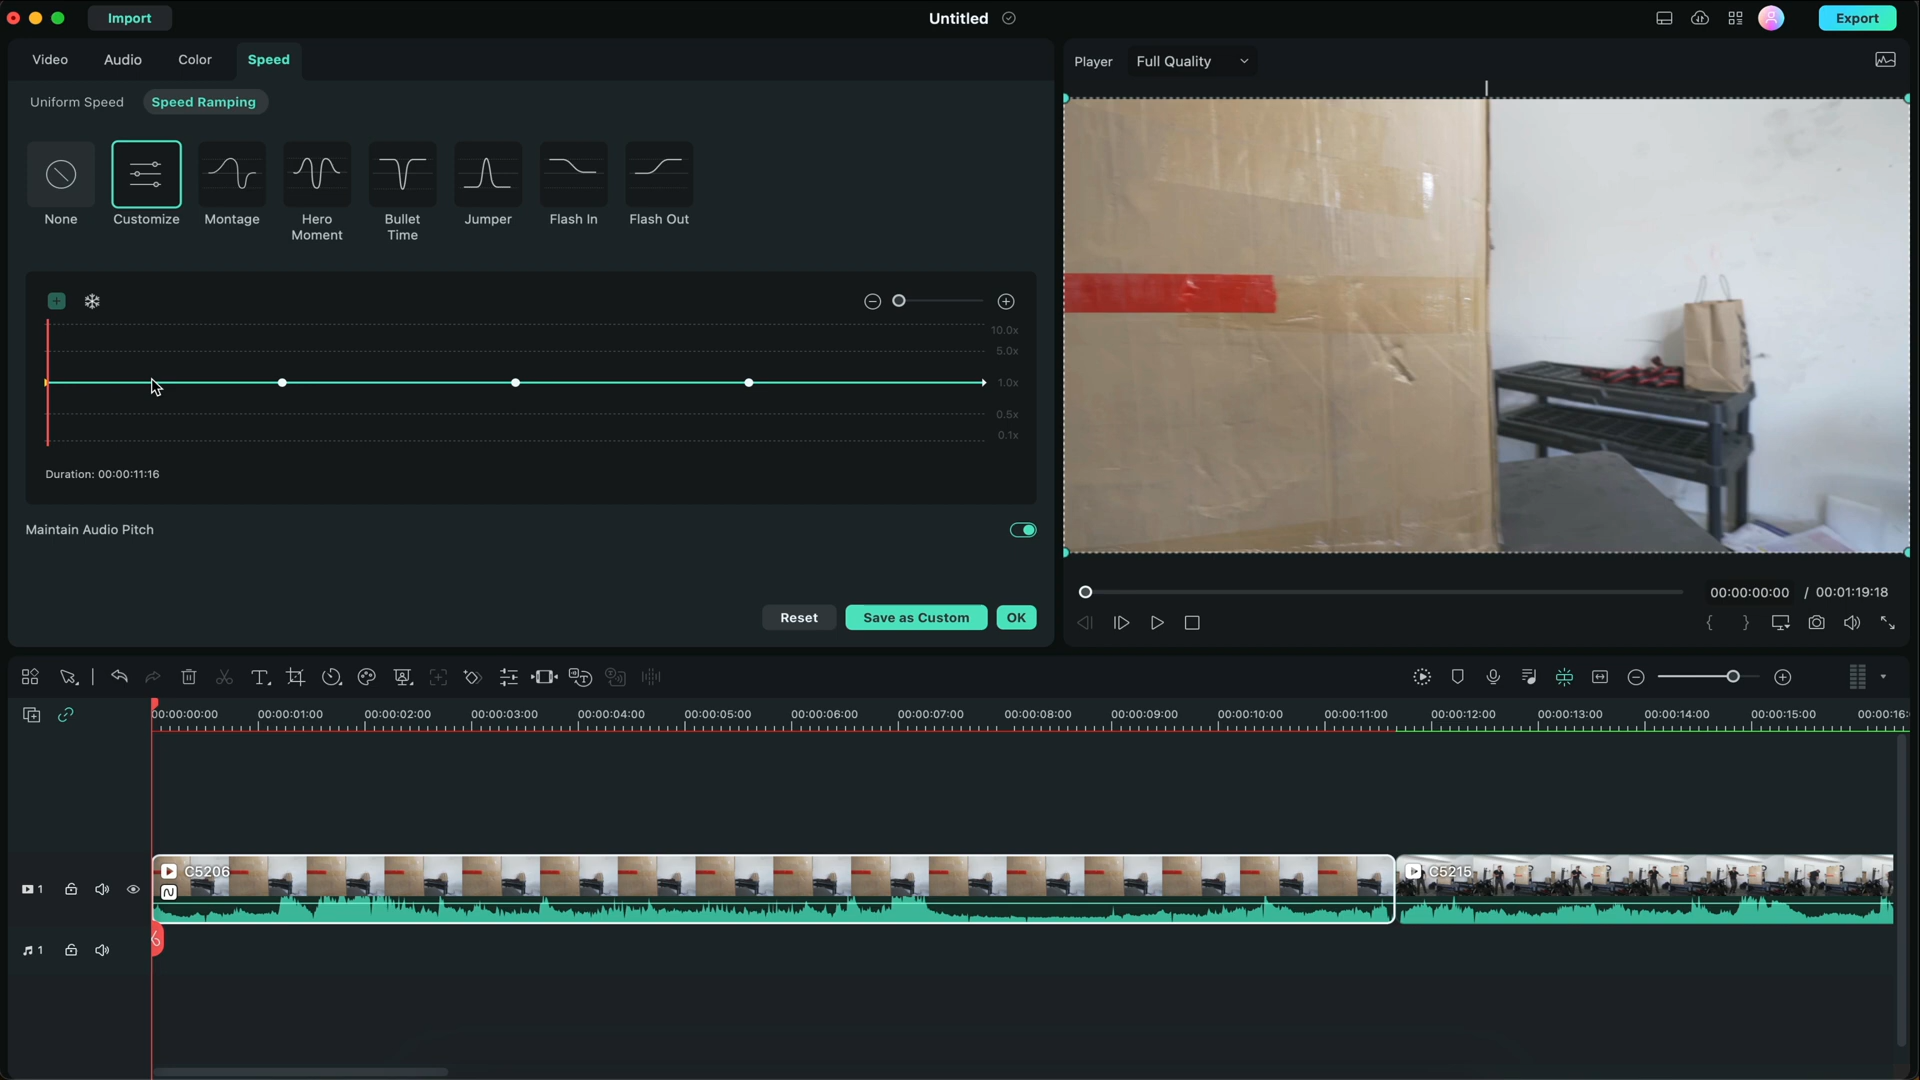 Import
Untitled
Export
Video Audio Color Speed
Player Full Quality
Uniform Speed Speed Ramping
None Customize Montage Hero Moment Bullet Time Jumper Flash In Flash Out
10.0x
5.0x
1.0x
0.5x
0.1x
Duration: 00:00:11:16
Maintain Audio Pitch
00:00:00:00 / 00:01:19:18
Reset Save as Custom OK
00:00:00:00 00:00:01:00 00:00:02:00 00:00:03:00 00:00:04:00 00:00:05:00 00:00:06:00 00:00:07:00 00:00:08:00 00:00:09:00 00:00:10:00 00:00:11:00 00:00:12:00 00:00:13:00 00:00:14:00 00:00:15:00 00:00:16:
C5206 C5215
1
1